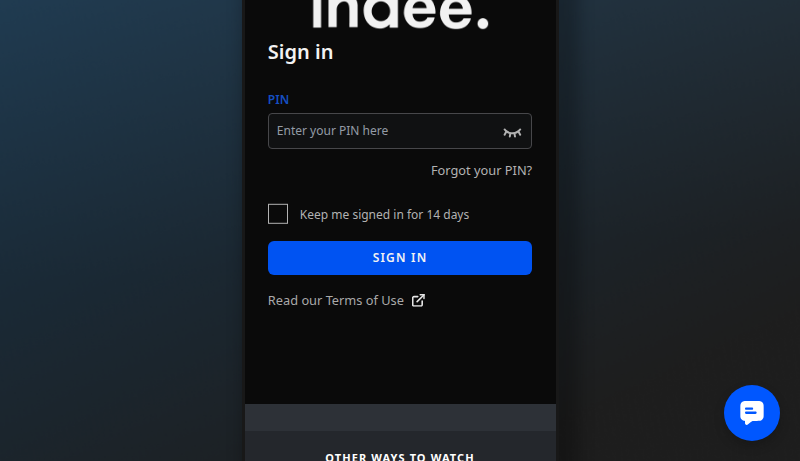 indee.
Sign in
PIN
Enter your PIN here
Forgot your PIN?
Keep me signed in for 14 days
SIGN IN
Read our Terms of Use
OTHER WAYS TO WATCH